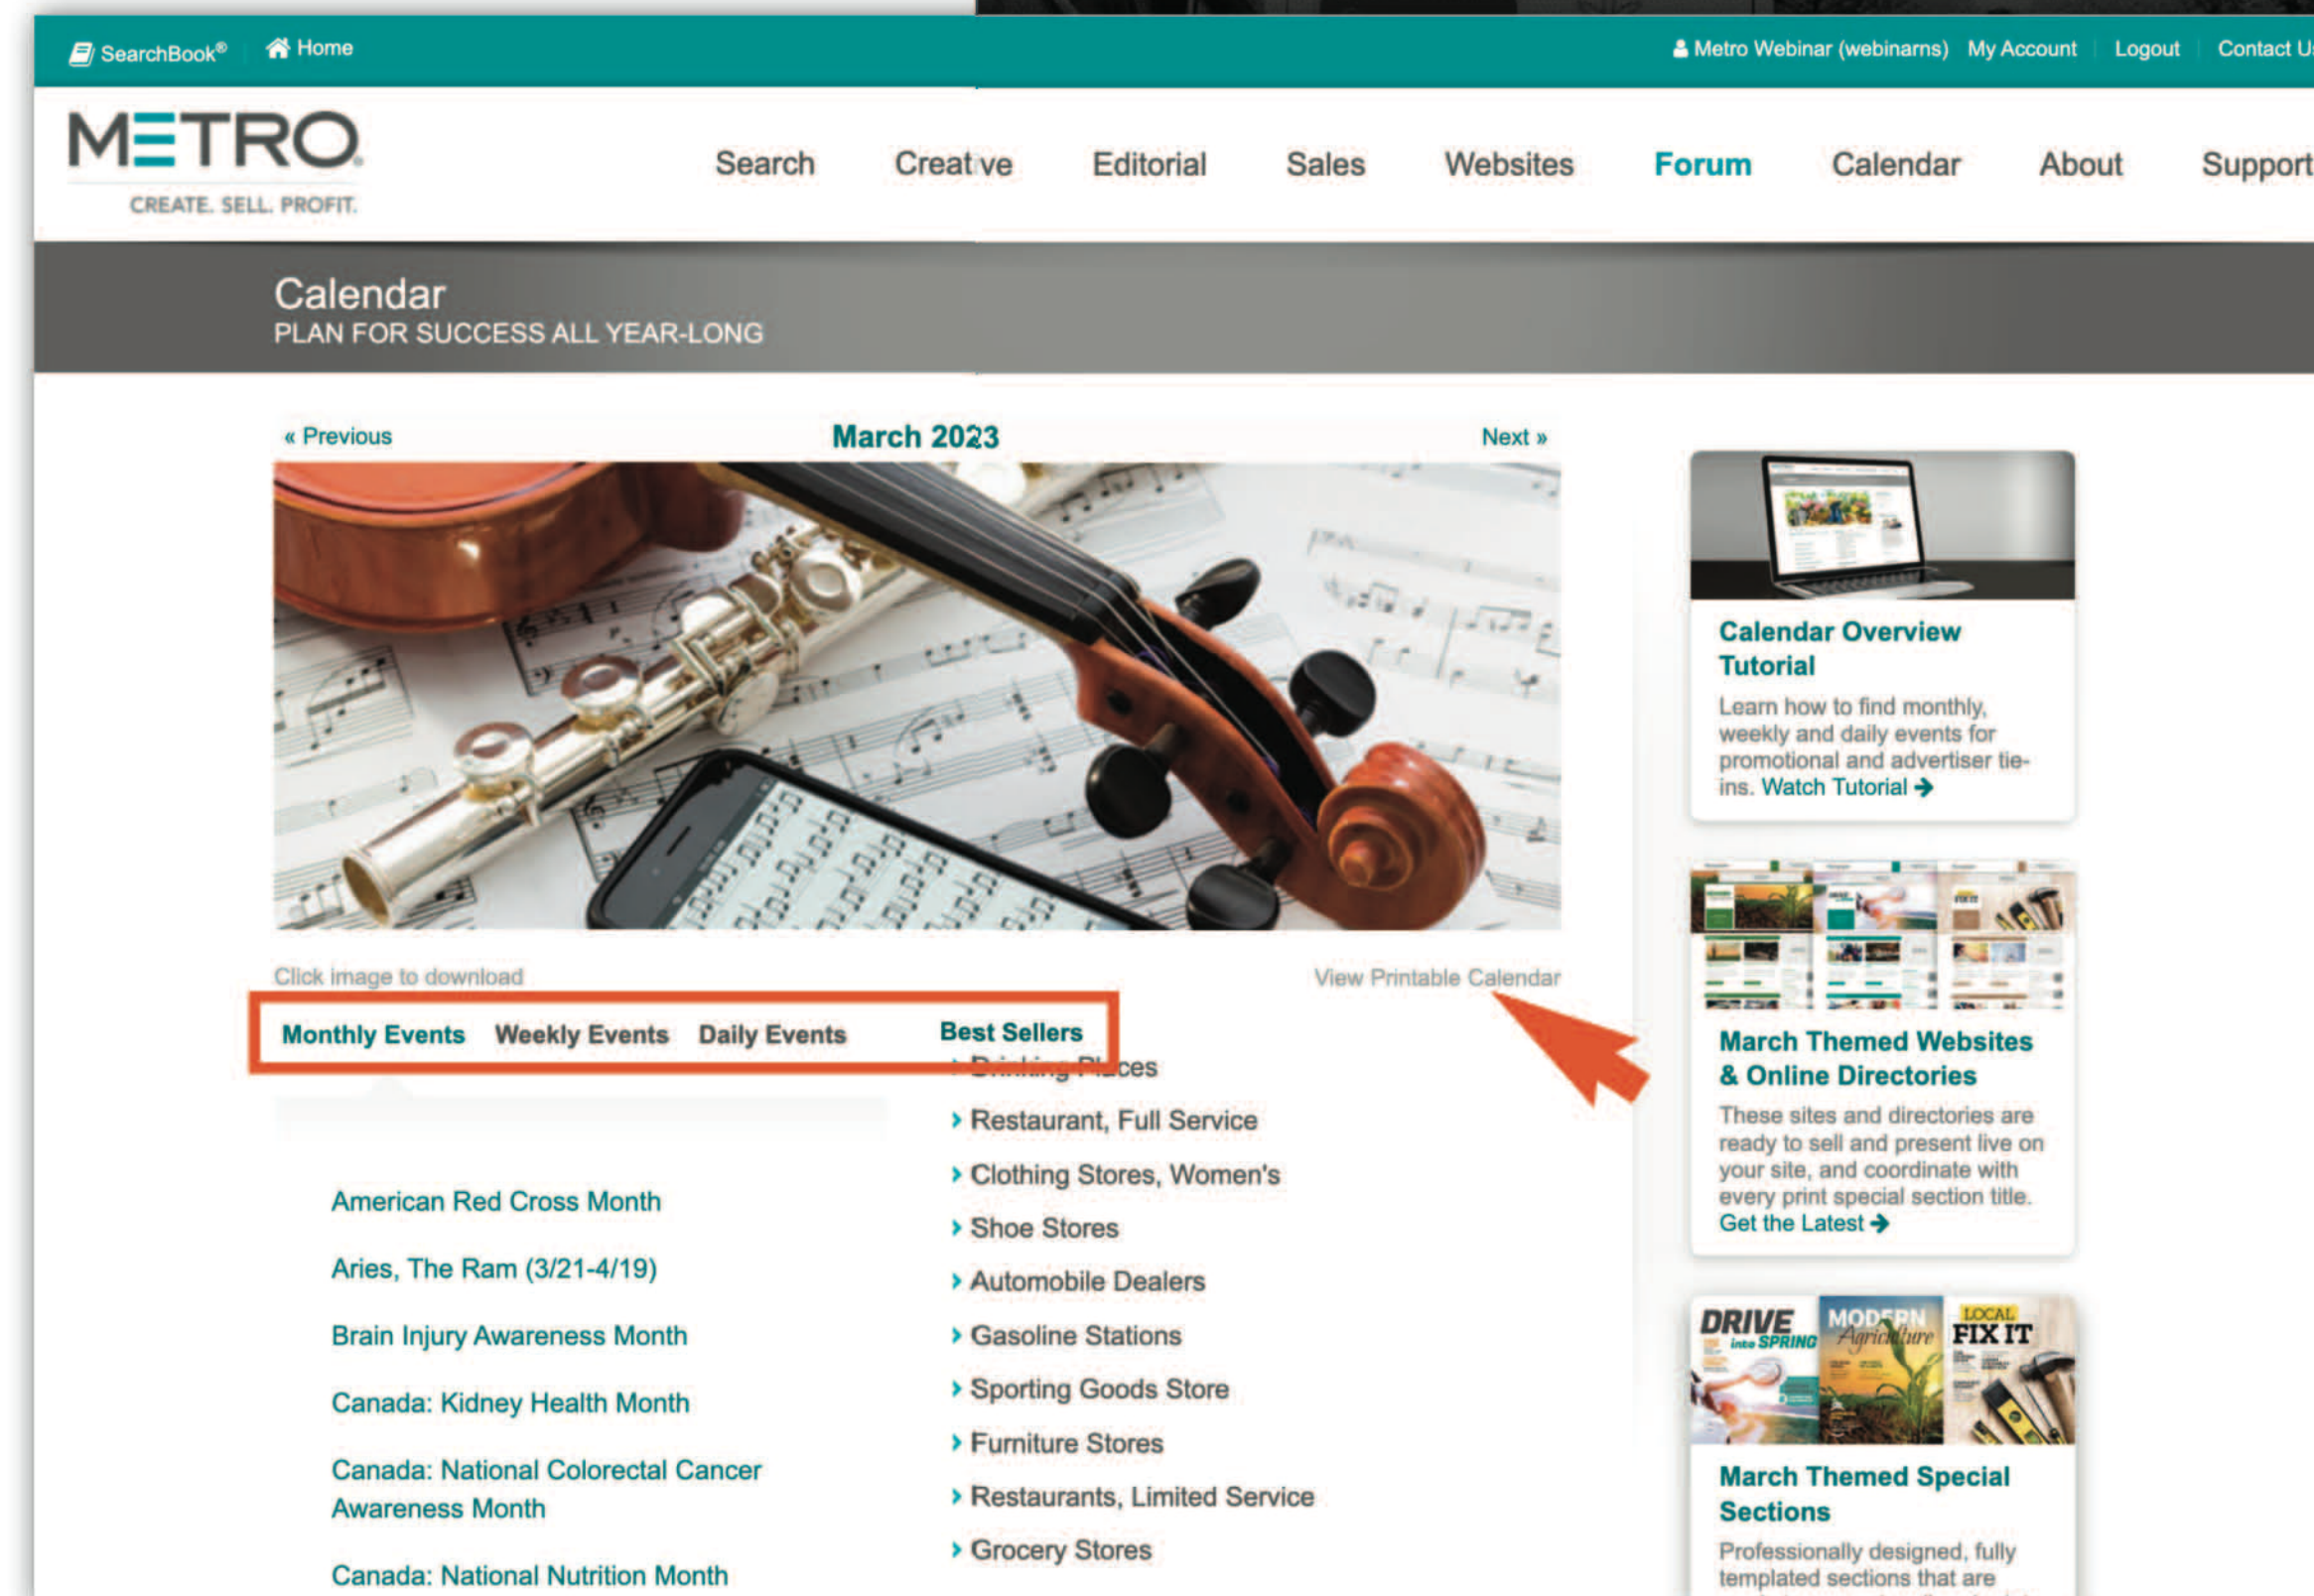 SearchBook®
Home
Metro Webinar (webinarns)
My Account
Logout
Contact Us
METRO
CREATE. SELL. PROFIT.
Search
Creative
Editorial
Sales
Websites
Forum
Calendar
About
Support
Calendar
PLAN FOR SUCCESS ALL YEAR-LONG
« Previous
March 2023
Next »
Click image to download
View Printable Calendar
Monthly Events
Weekly Events
Daily Events
American Red Cross Month
Aries, The Ram (3/21-4/19)
Brain Injury Awareness Month
Canada: Kidney Health Month
Canada: National Colorectal Cancer
Awareness Month
Canada: National Nutrition Month
Best Sellers
Drinking Places
Restaurant, Full Service
Clothing Stores, Women's
Shoe Stores
Automobile Dealers
Gasoline Stations
Sporting Goods Store
Furniture Stores
Restaurants, Limited Service
Grocery Stores
Calendar Overview
Tutorial
Learn how to find monthly,
weekly and daily events for
promotional and advertiser tie-
ins. Watch Tutorial
FIX IT
March Themed Websites
& Online Directories
These sites and directories are
ready to sell and present live on
your site, and coordinate with
every print special section title.
Get the Latest
DRIVE
into SPRING
MODERN
Agriculture
LOCAL
FIX IT
March Themed Special
Sections
Professionally designed, fully
templated sections that are